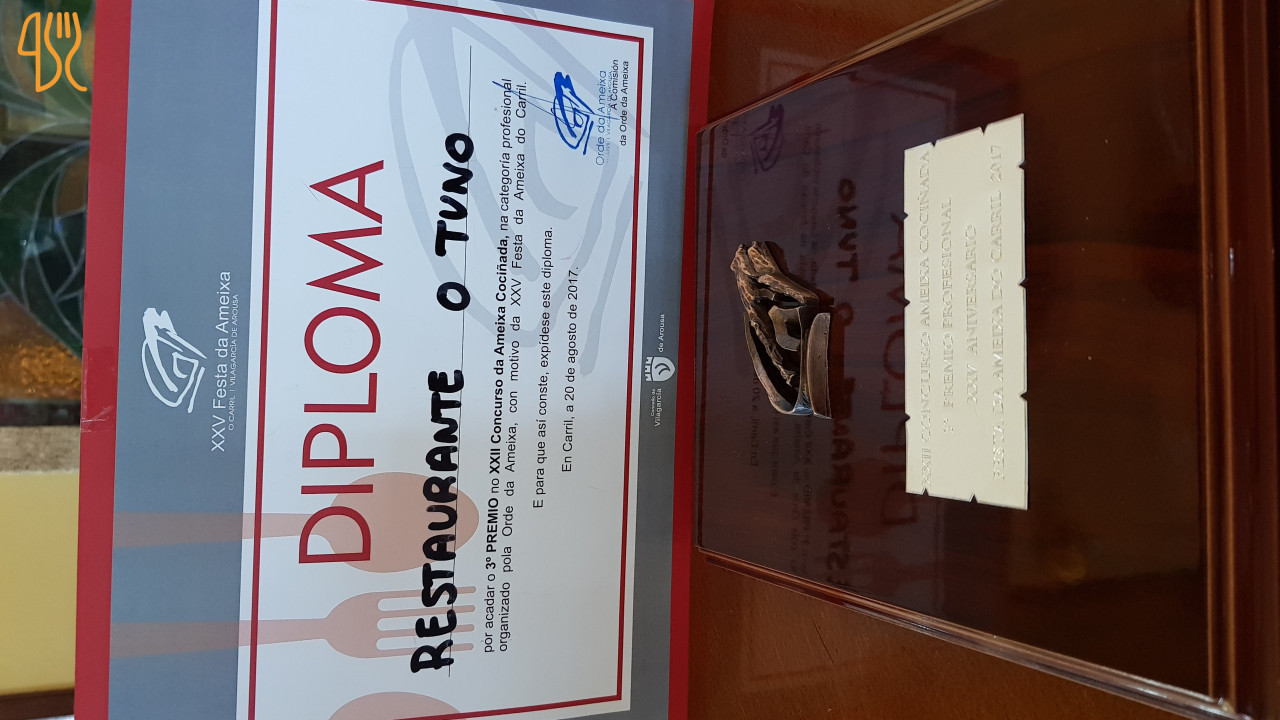 XXV Festa da Ameixa
O CARRIL | VILAGARCÍA DE AROUSA
DIPLOMA
RESTAURANTE O TUNO
por acadar o 3º PREMIO no XXII Concurso da Ameixa Cociñada, na categoría profesional
organizado pola Orde da Ameixa, con motivo da XXV Festa da Ameixa do Carril.
E para que así conste, expídese este diploma.
En Carril, a 20 de agosto de 2017.
Orde da Ameixa
A Comisión
da Orde da Ameixa
Concello de
Vilagarcía
de Arousa
XXII CONCURSO AMEIXA COCIÑADA
PREMIO PROFESIONAL
XXV ANIVERSARIO
FESTA DA AMEIXA DO CARRIL 2017